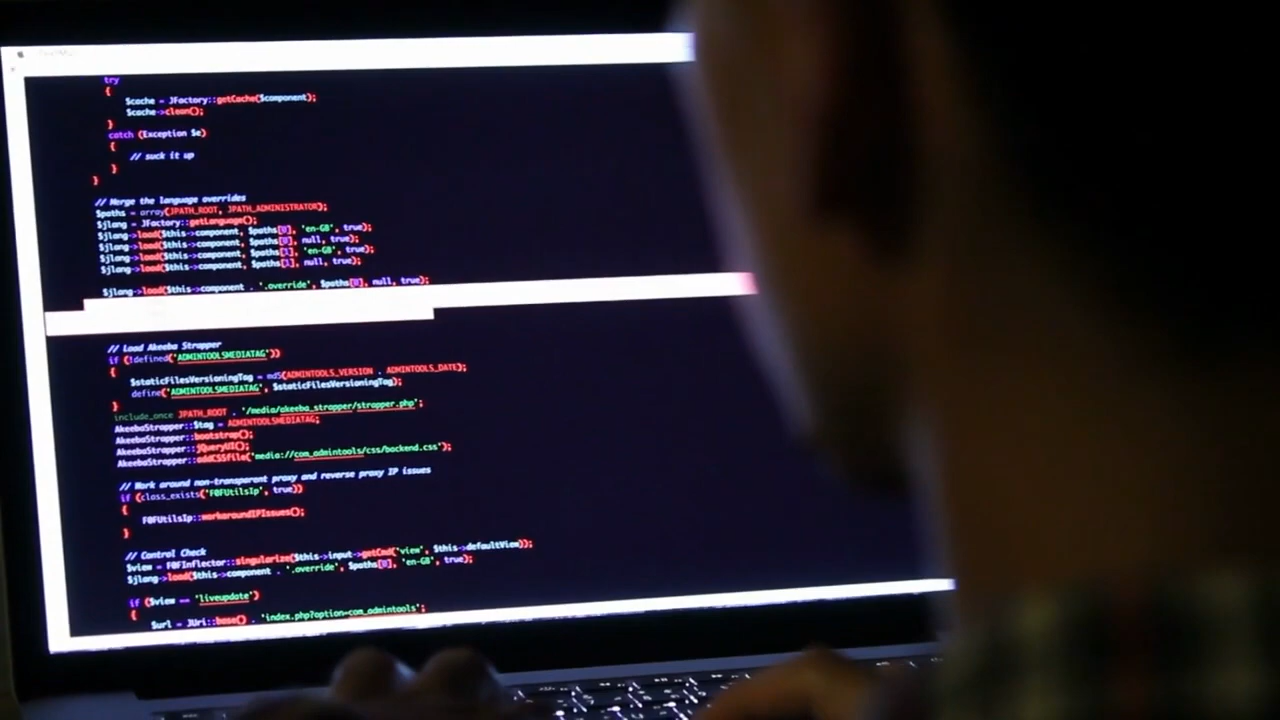 try
{
$cache = JFactory::getCache($component);
$cache->clean();
}
catch (Exception $e)
{
// suck it up
}
}
// Merge the language overrides
$paths = array(JPATH_ROOT, JPATH_ADMINISTRATOR);
$jlang = JFactory::getLanguage();
$jlang->load($this->component, $paths[0], 'en-GB', true);
$jlang->load($this->component, $paths[0], null, true);
$jlang->load($this->component, $paths[1], 'en-GB', true);
$jlang->load($this->component, $paths[1], null, true);
$jlang->load($this->component . '.override', $paths[0], null, true);
// Load Akeeba Strapper
if (!defined('ADMINTOOLSMEDIATAG'))
{
$staticFilesVersioningTag = md5(ADMINTOOLS_VERSION . ADMINTOOLS_DATE);
define('ADMINTOOLSMEDIATAG', $staticFilesVersioningTag);
}
include_once JPATH_ROOT . '/media/akeeba_strapper/strapper.php';
AkeebaStrapper::$tag = ADMINTOOLSMEDIATAG;
AkeebaStrapper::bootstrap();
AkeebaStrapper::jQueryUI();
AkeebaStrapper::addCSSfile('media://com_admintools/css/backend.css');
// Work around non-transparent proxy and reverse proxy IP issues
if (class_exists('F0FUtilsIp', true))
{
F0FUtilsIp::workaroundIPIssues();
}
// Control Check
$view = F0FInflector::singularize($this->input->getCmd('view', $this->defaultView));
$jlang->load($this->component . '.override', $paths[0], 'en-GB', true);
if ($view == 'liveupdate')
{
$url = JUri::base() . 'index.php?option=com_admintools';